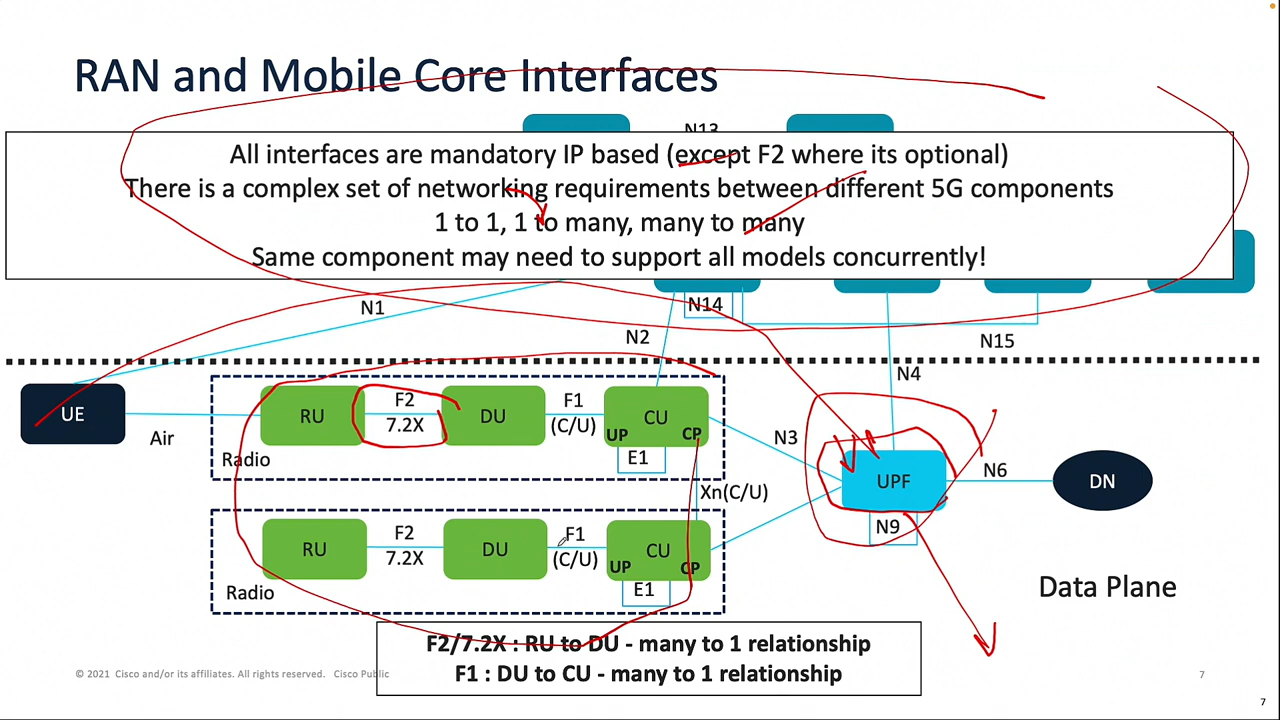 RAN and Mobile Core Interfaces
N13
All interfaces are mandatory IP based (except F2 where its optional)
There is a complex set of networking requirements between different 5G components
1 to 1, 1 to many, many to many
Same component may need to support all models concurrently!
N1
N14
N2
N15
N4
UE
Air
RU
F2
7.2X
DU
F1
(C/U)
CU
UP
CP
E1
Radio
N3
Xn(C/U)
UPF
N6
DN
N9
RU
F2
7.2X
DU
F1
(C/U)
CU
UP
CP
E1
Radio
Data Plane
F2/7.2X : RU to DU - many to 1 relationship
F1 : DU to CU - many to 1 relationship
© 2021 Cisco and/or its affiliates. All rights reserved. Cisco Public
7
7